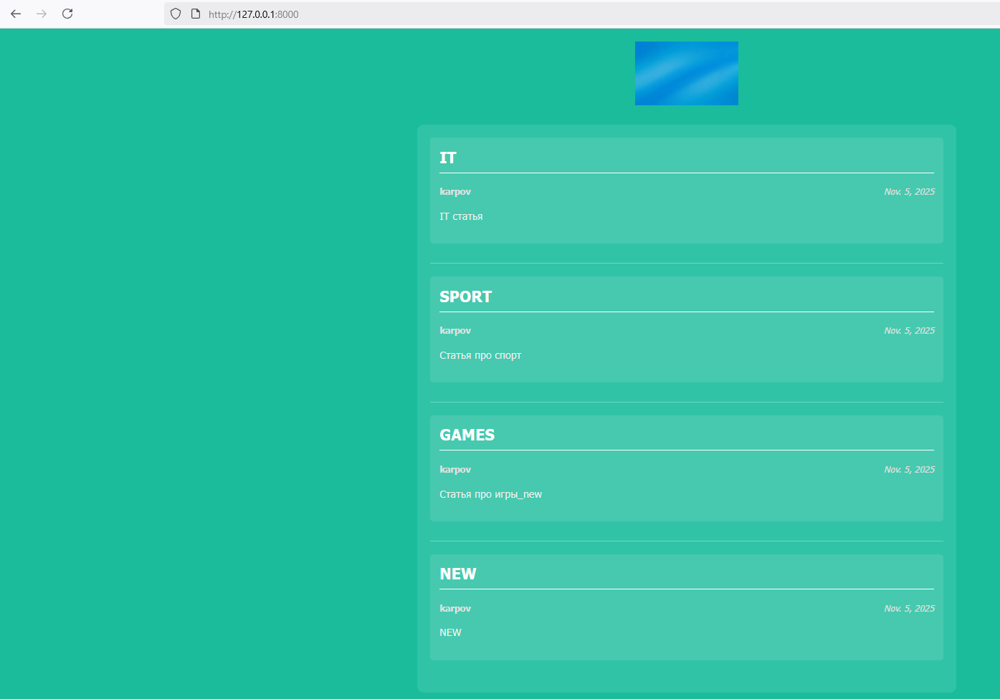 http://127.0.0.1:8000
IT
karpov Nov. 5, 2025
IT статья
SPORT
karpov Nov. 5, 2025
Статья про спорт
GAMES
karpov Nov. 5, 2025
Статья про игры_new
NEW
karpov Nov. 5, 2025
NEW